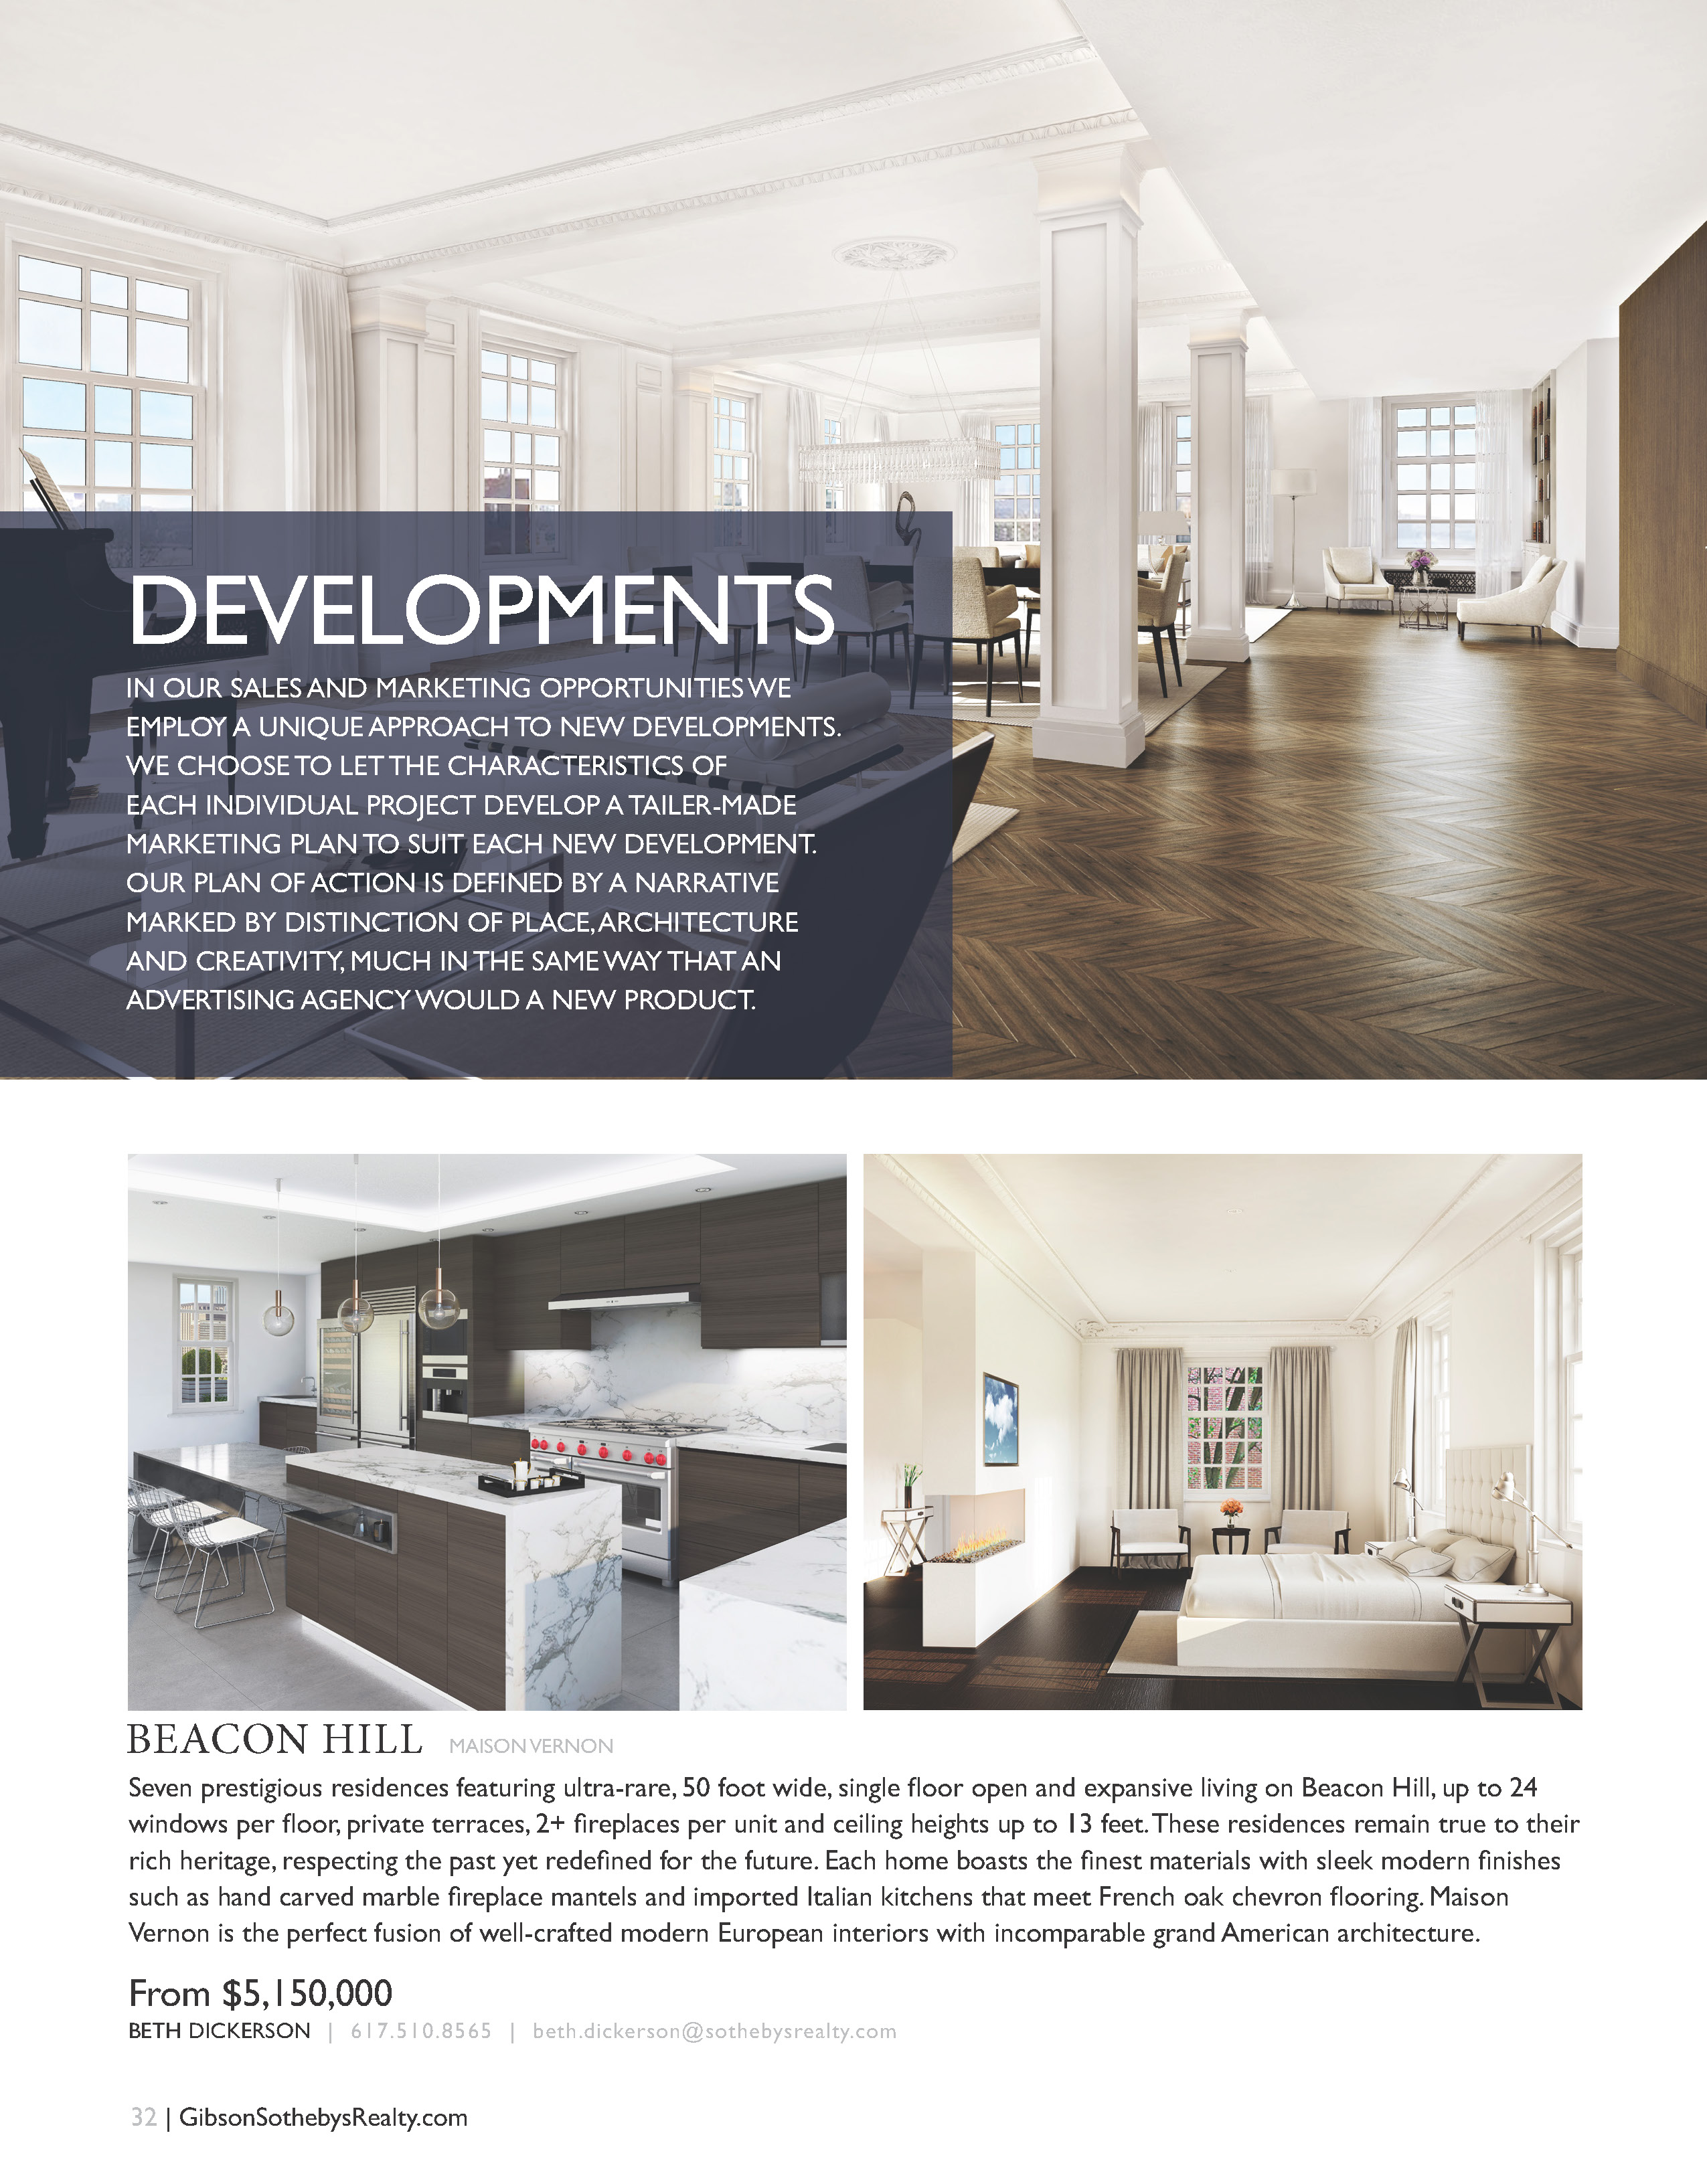 DEVELOPMENTS
IN OUR SALES AND MARKETING OPPORTUNITIES WE
EMPLOY A UNIQUE APPROACH TO NEW DEVELOPMENTS.
WE CHOOSE TO LET THE CHARACTERISTICS OF
EACH INDIVIDUAL PROJECT DEVELOP A TAILER-MADE
MARKETING PLAN TO SUIT EACH NEW DEVELOPMENT.
OUR PLAN OF ACTION IS DEFINED BY A NARRATIVE
MARKED BY DISTINCTION OF PLACE, ARCHITECTURE
AND CREATIVITY, MUCH IN THE SAME WAY THAT AN
ADVERTISING AGENCY WOULD A NEW PRODUCT.
BEACON HILL MAISON VERNON
Seven prestigious residences featuring ultra-rare, 50 foot wide, single floor open and expansive living on Beacon Hill, up to 24
windows per floor, private terraces, 2+ fireplaces per unit and ceiling heights up to 13 feet. These residences remain true to their
rich heritage, respecting the past yet redefined for the future. Each home boasts the finest materials with sleek modern finishes
such as hand carved marble fireplace mantels and imported Italian kitchens that meet French oak chevron flooring. Maison
Vernon is the perfect fusion of well-crafted modern European interiors with incomparable grand American architecture.
From $5,150,000
BETH DICKERSON | 617.510.8565 | beth.dickerson@sothebysrealty.com
32 | GibsonSothebysRealty.com